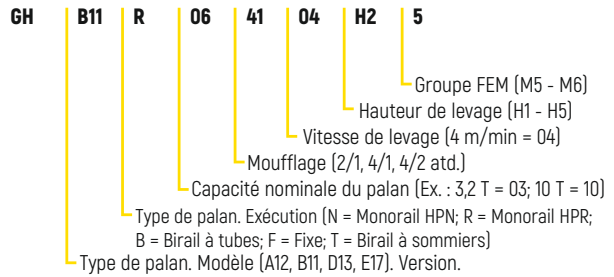 GH B11 R 06 41 04 H2 5
Groupe FEM (M5 - M6)
Hauteur de levage (H1 - H5)
Vitesse de levage (4 m/min = 04)
Moufflage (2/1, 4/1, 4/2 atd.)
Capacité nominale du palan (Ex. : 3,2 T = 03; 10 T = 10)
Type de palan. Exécution (N = Monorail HPN; R = Monorail HPR;
B = Birail à tubes; F = Fixe; T = Birail à sommiers)
Type de palan. Modèle (A12, B11, D13, E17). Version.